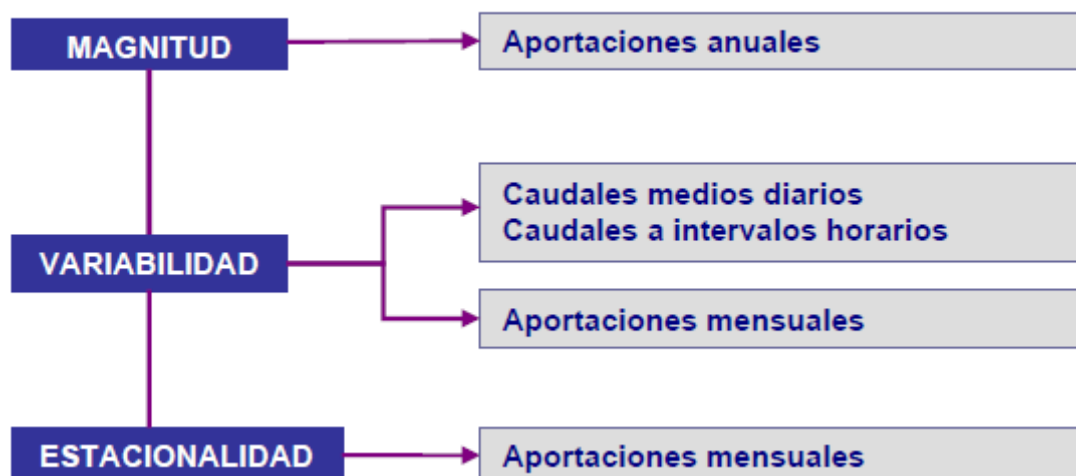 MAGNITUD
Aportaciones anuales
VARIABILIDAD
Caudales medios diarios
Caudales a intervalos horarios
Aportaciones mensuales
ESTACIONALIDAD
Aportaciones mensuales